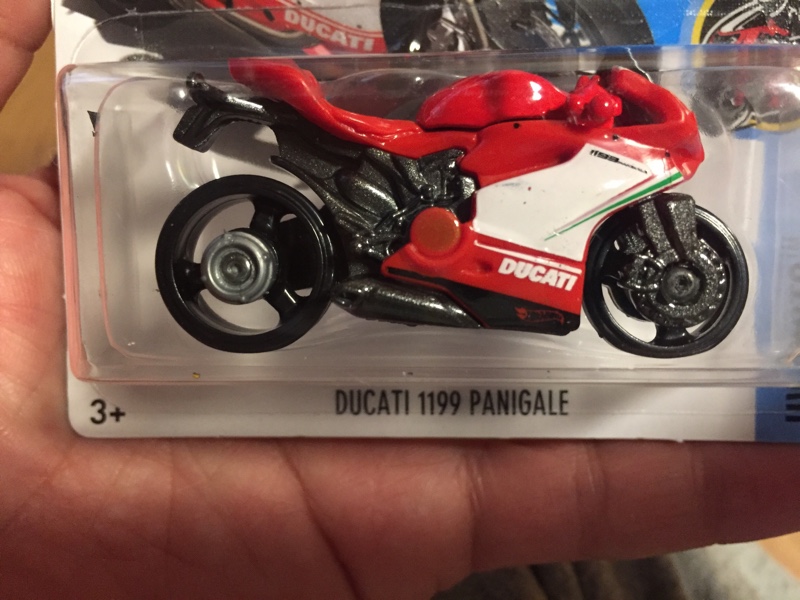 DUCATI
1199
DUCATI
3+
DUCATI 1199 PANIGALE